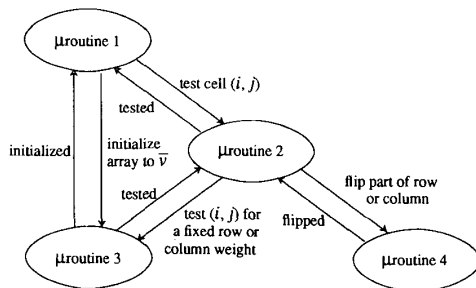 μroutine 1
test cell (i, j)
tested
initialized
initialize
array to v̅
μroutine 2
tested
flip part of row
or column
test (i, j) for
a fixed row or
column weight
flipped
μroutine 3
μroutine 4